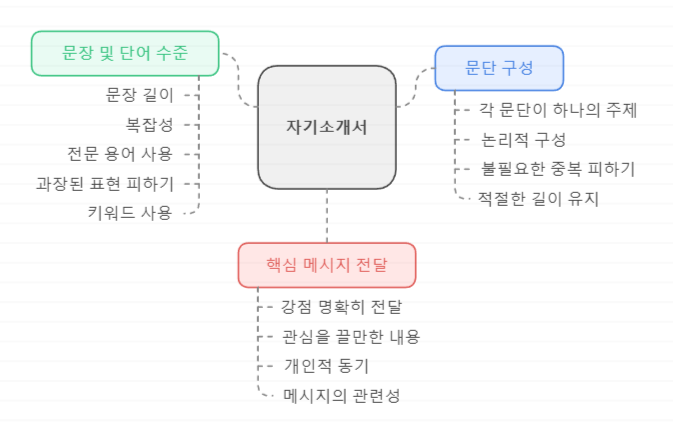 문장 및 단어 수준
문장 길이
복잡성
전문 용어 사용
과장된 표현 피하기
키워드 사용
자기소개서
문단 구성
각 문단이 하나의 주제
논리적 구성
불필요한 중복 피하기
적절한 길이 유지
핵심 메시지 전달
강점 명확히 전달
관심을 끌만한 내용
개인적 동기
메시지의 관련성